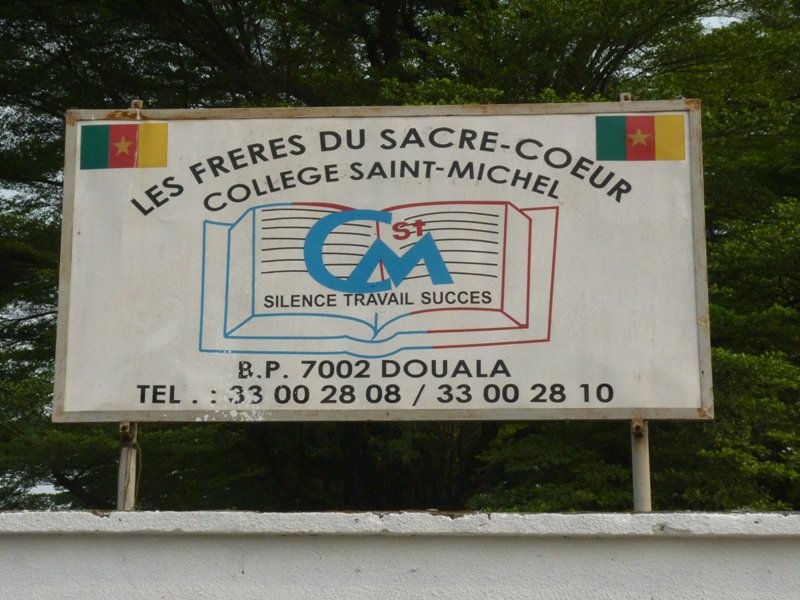 LES FRERES DU SACRE-COEUR
COLLEGE SAINT-MICHEL
C st M
SILENCE TRAVAIL SUCCES
B.P. 7002 DOUALA
TEL . : 33 00 28 08 / 33 00 28 10